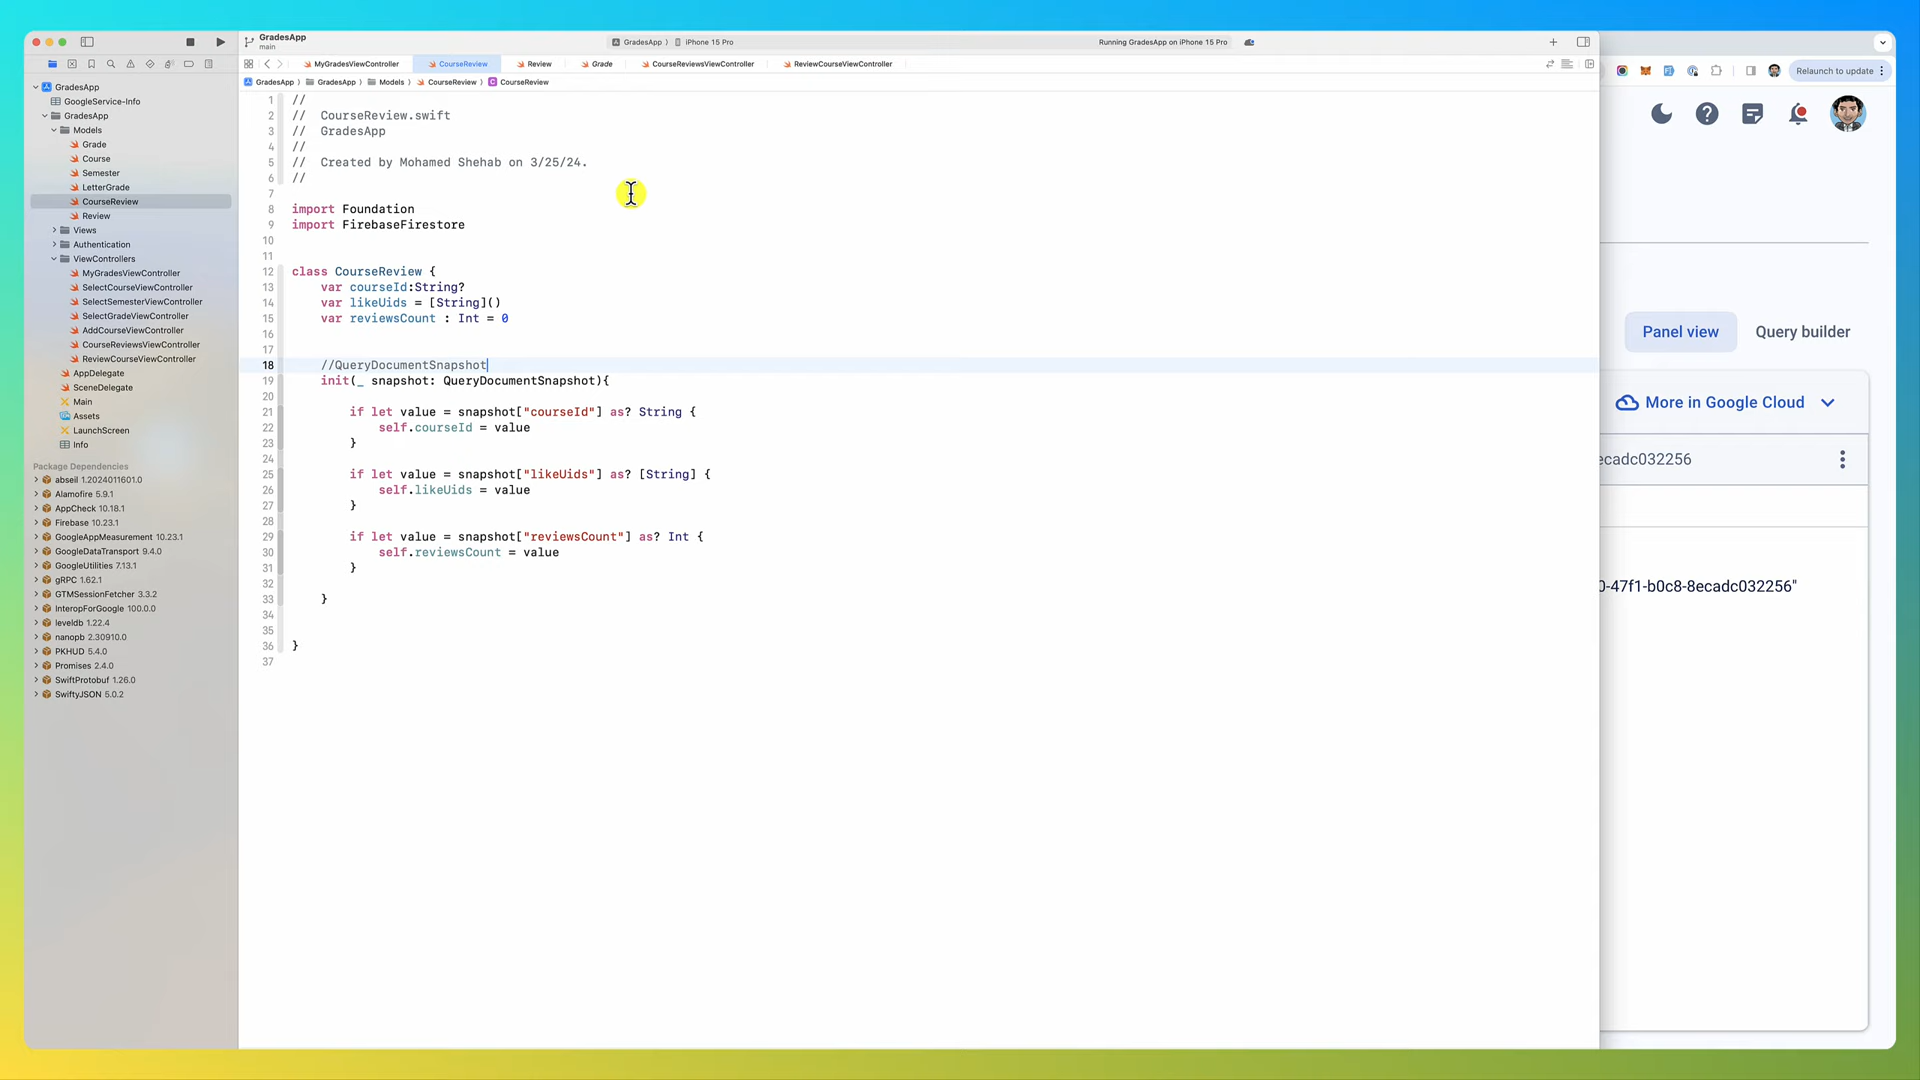 GradesApp
main
GradesApp
iPhone 15 Pro
Running GradesApp on iPhone 15 Pro
MyGradesViewController
CourseReview
Review
Grade
CourseReviewsViewController
ReviewCourseViewController
GradesApp
GradesApp
Models
CourseReview
CourseReview
GradesApp
GoogleService-Info
GradesApp
Models
Grade
Course
Semester
LetterGrade
CourseReview
Review
Views
Authentication
ViewControllers
MyGradesViewController
SelectCourseViewController
SelectSemesterViewController
SelectGradeViewController
AddCourseViewController
CourseReviewsViewController
ReviewCourseViewController
AppDelegate
SceneDelegate
Main
Assets
LaunchScreen
Info
Package Dependencies
abseil 1.2024011601.0
Alamofire 5.9.1
AppCheck 10.18.1
Firebase 10.23.1
GoogleAppMeasurement 10.23.1
GoogleDataTransport 9.4.0
GoogleUtilities 7.13.1
gRPC 1.62.1
GTMSessionFetcher 3.3.2
InteropForGoogle 100.0.0
leveldb 1.22.4
nanopb 2.30910.0
PKHUD 5.4.0
Promises 2.4.0
SwiftProtobuf 1.26.0
SwiftyJSON 5.0.2
1 //
2 // CourseReview.swift
3 // GradesApp
4 //
5 // Created by Mohamed Shehab on 3/25/24.
6 //
7
8 import Foundation
9 import FirebaseFirestore
10
11
12 class CourseReview {
13 var courseId:String?
14 var likeUids = [String]()
15 var reviewsCount : Int = 0
16
17
18 //QueryDocumentSnapshot
19 init(_ snapshot: QueryDocumentSnapshot){
20
21 if let value = snapshot["courseId"] as? String {
22 self.courseId = value
23 }
24
25 if let value = snapshot["likeUids"] as? [String] {
26 self.likeUids = value
27 }
28
29 if let value = snapshot["reviewsCount"] as? Int {
30 self.reviewsCount = value
31 }
32
33 }
34
35
36 }
37
Relaunch to update
Panel view
Query builder
More in Google Cloud
ecadc032256
0-47f1-b0c8-8ecadc032256"